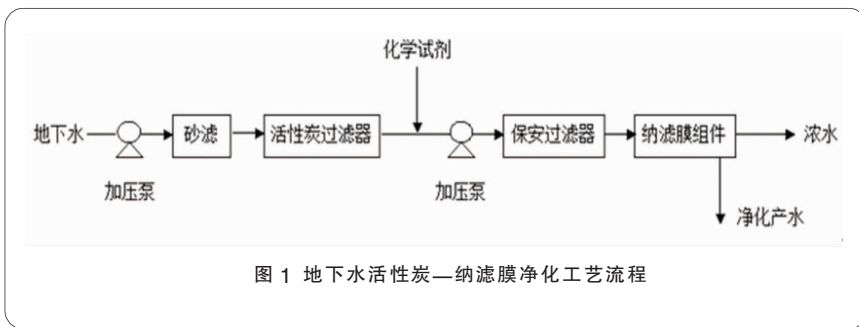 化学试剂
地下水
砂滤
活性炭过滤器
保安过滤器
纳滤膜组件
浓水
加压泵
加压泵
净化产水
图 1 地下水活性炭—纳滤膜净化工艺流程